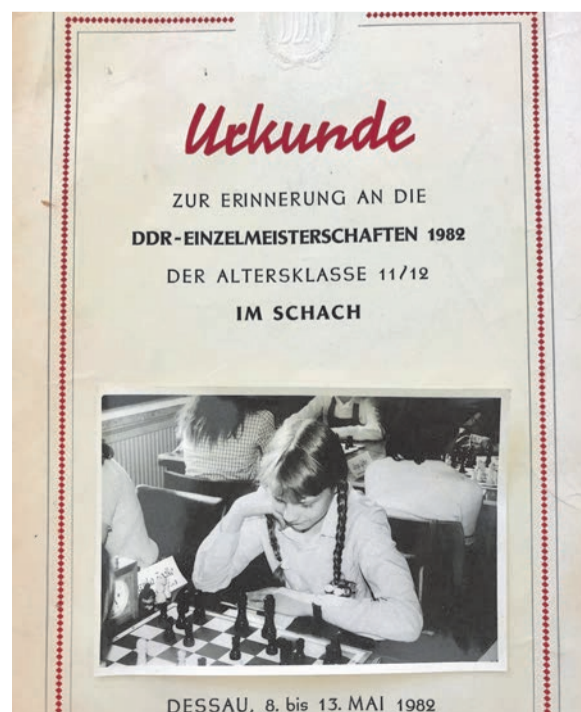 Urkunde
ZUR ERINNERUNG AN DIE
DDR-EINZELMEISTERSCHAFTEN 1982
DER ALTERSKLASSE 11/12
IM SCHACH
DESSAU, 8. bis 13. MAI 1982